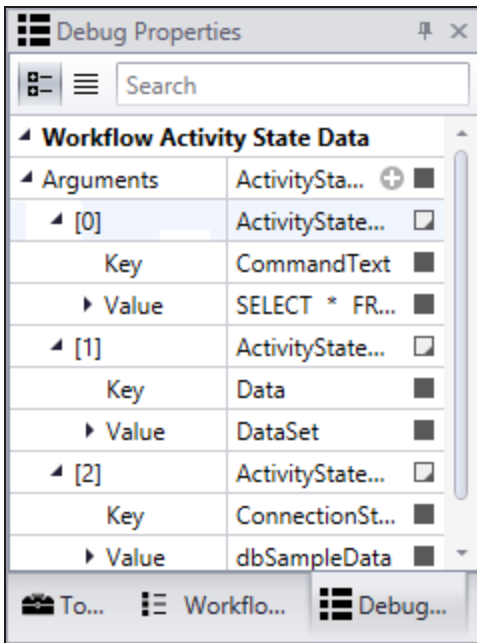 Debug Properties
Search
Workflow Activity State Data
Arguments ActivitySta...
[0] ActivityState...
Key CommandText
Value SELECT * FR...
[1] ActivityState...
Key Data
Value DataSet
[2] ActivityState...
Key ConnectionSt...
Value dbSampleData
To... Workflo... Debug...